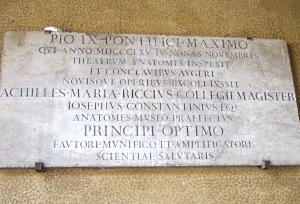 PIO·IX·PONTIFICI·MAXIMO
QVI·ANNO·MDCCCLXV·IV·NONAS·NOVEMBRES
THEATRVM·ANATOMES·INSPEXIT
ET·CONCLAVIBVS·AVGERI
NOVISQVE·OPERIBVS·EXCOLI·IVSSIT
ACHILLES·MARIA·RICCIVS·COLLEGII·MAGISTER
IOSEPHVS·CONSTANTINIVS·EQ
ANATOMES·MVSEO·PRAEFECTVS
PRINCIPI·OPTIMO
FAVTORI·MVNIFICO·ET·AMPLIFICATORI
SCIENTIAE·SALVTARIS